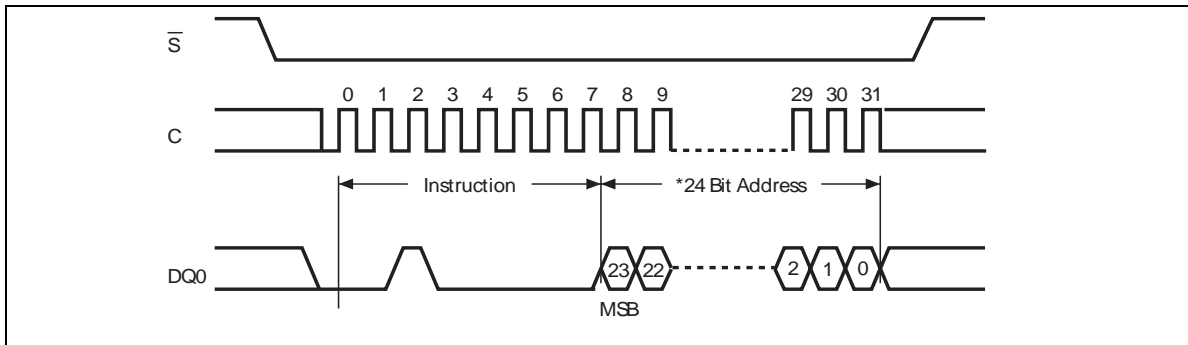 S̅
0 1 2 3 4 5 6 7 8 9 29 30 31
C
Instruction *24 Bit Address
DQ0 23 22 2 1 0
MSB